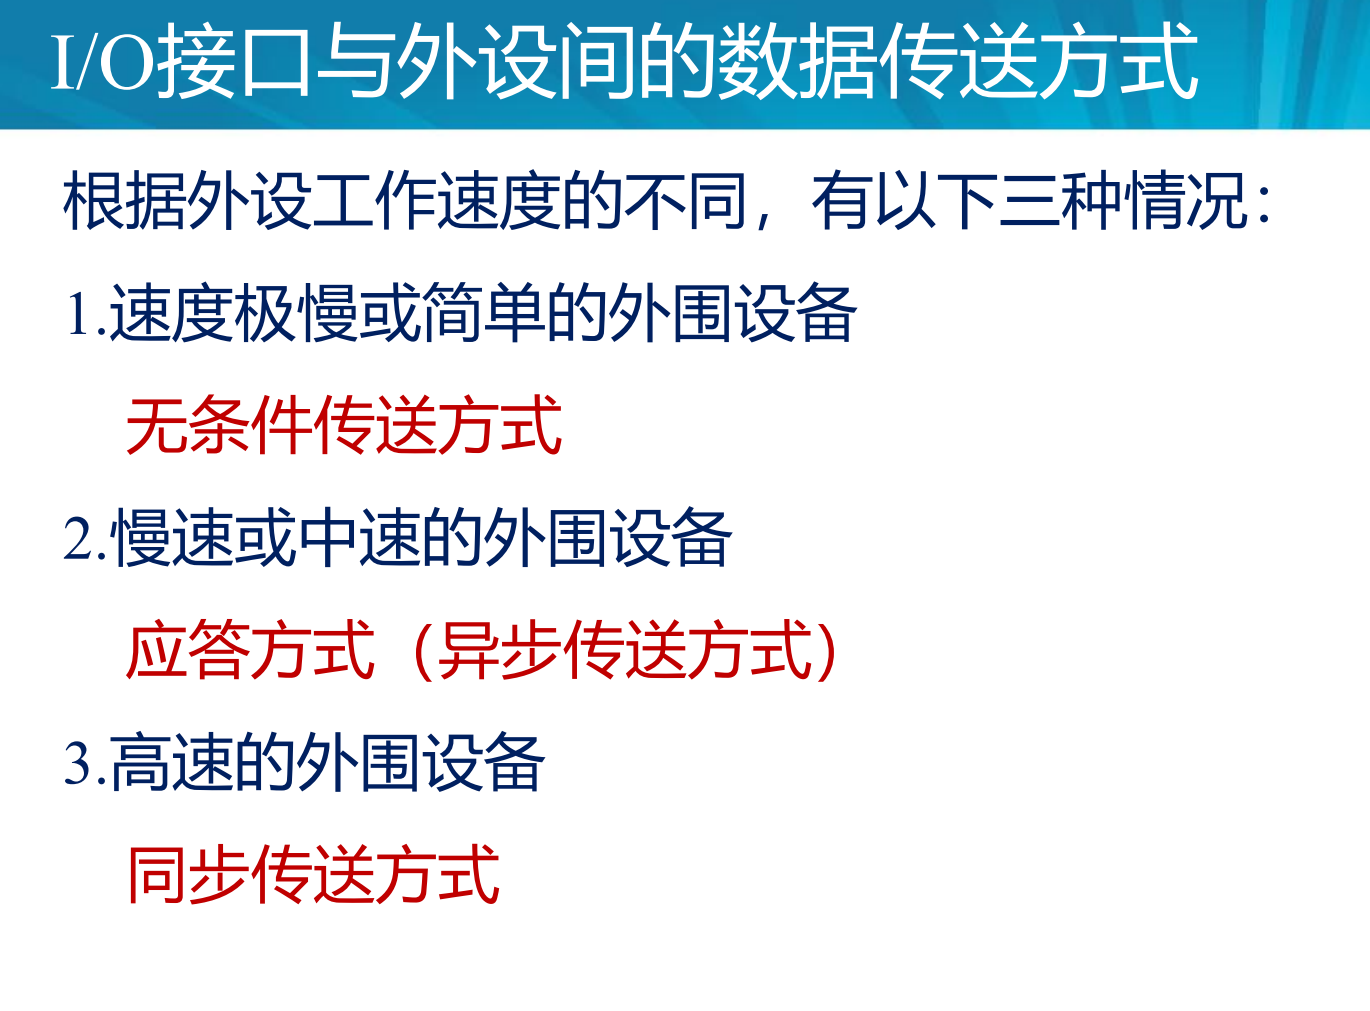 I/O接口与外设间的数据传送方式
根据外设工作速度的不同，有以下三种情况：
1.速度极慢或简单的外围设备
无条件传送方式
2.慢速或中速的外围设备
应答方式（异步传送方式）
3.高速的外围设备
同步传送方式